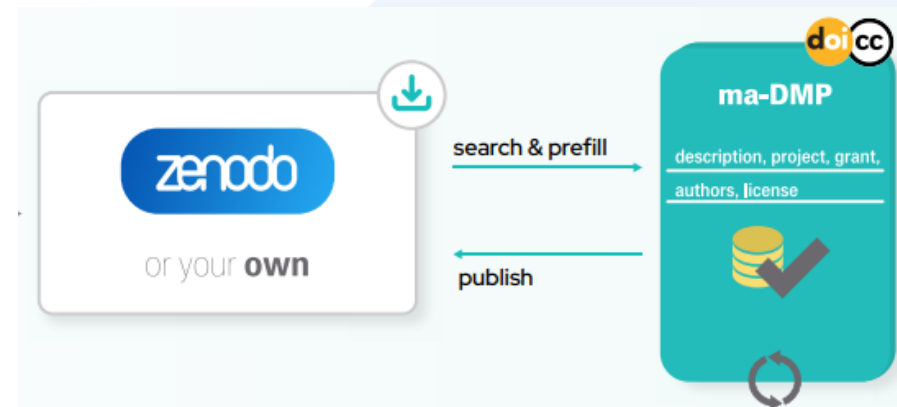 doi cc
ma-DMP
zenodo
or your own
search & prefill
publish
description, project, grant,
authors, license